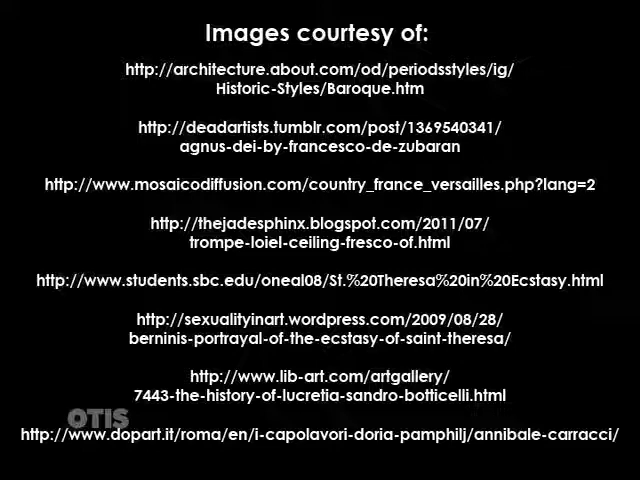 Images courtesy of:
http://architecture.about.com/od/periodsstyles/ig/
Historic-Styles/Baroque.htm
http://deadartists.tumblr.com/post/1369540341/
agnus-dei-by-francesco-de-zubaran
http://www.mosaicodiffusion.com/country_france_versailles.php?lang=2
http://thejadesphinx.blogspot.com/2011/07/
trompe-loiel-ceiling-fresco-of.html
http://www.students.sbc.edu/oneal08/St.%20Theresa%20in%20Ecstasy.html
http://sexualityinart.wordpress.com/2009/08/28/
berninis-portrayal-of-the-ecstasy-of-saint-theresa/
http://www.lib-art.com/artgallery/
7443-the-history-of-lucretia-sandro-botticelli.html
OTIS
http://www.dopart.it/roma/en/i-capolavori-doria-pamphilj/annibale-carracci/